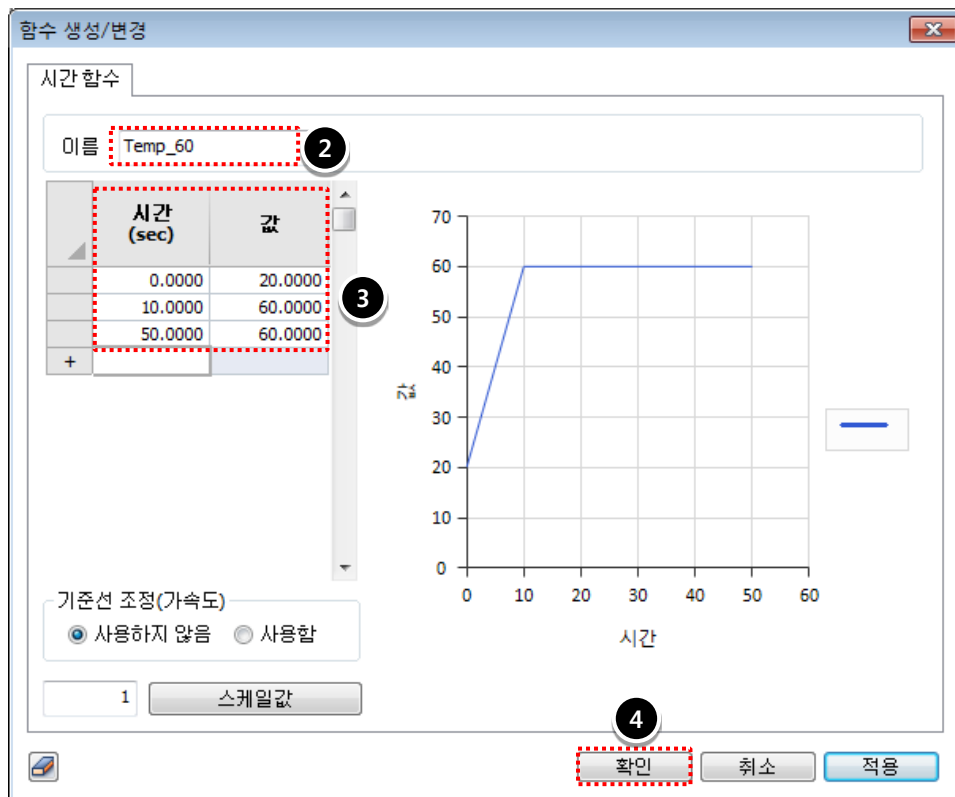 함수 생성/변경
시간 함수
이름 Temp_60 2
시간 (sec) 값
0.0000 20.0000
10.0000 60.0000
50.0000 60.0000
+
3
70
60
50
40
30
20
10
0
값
0 10 20 30 40 50 60
시간
기준선 조정(가속도)
사용하지 않음 사용함
1 스케일값
4
확인 취소 적용